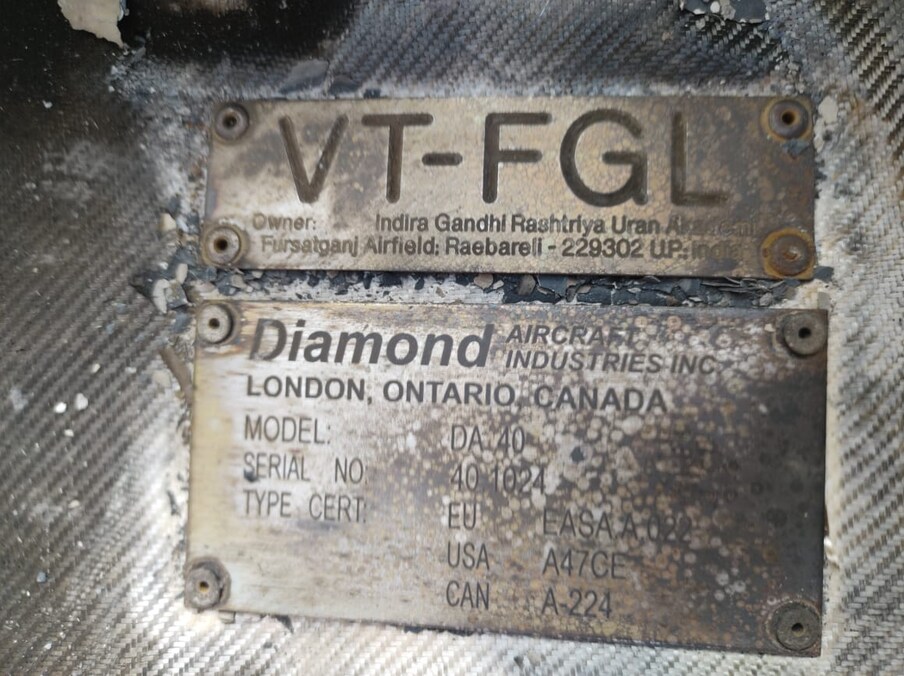 VT-FGL
Owner: Indira Gandhi Rashtriya Uran
Fursatganj Airfield: Raebareli - 229302 U.P.: India
Diamond AIRCRAFT
INDUSTRIES INC
LONDON, ONTARIO, CANADA
MODEL: DA 40
SERIAL NO: 40.1024
TYPE CERT: EU EASA.A.022
USA A47CE
CAN A-224